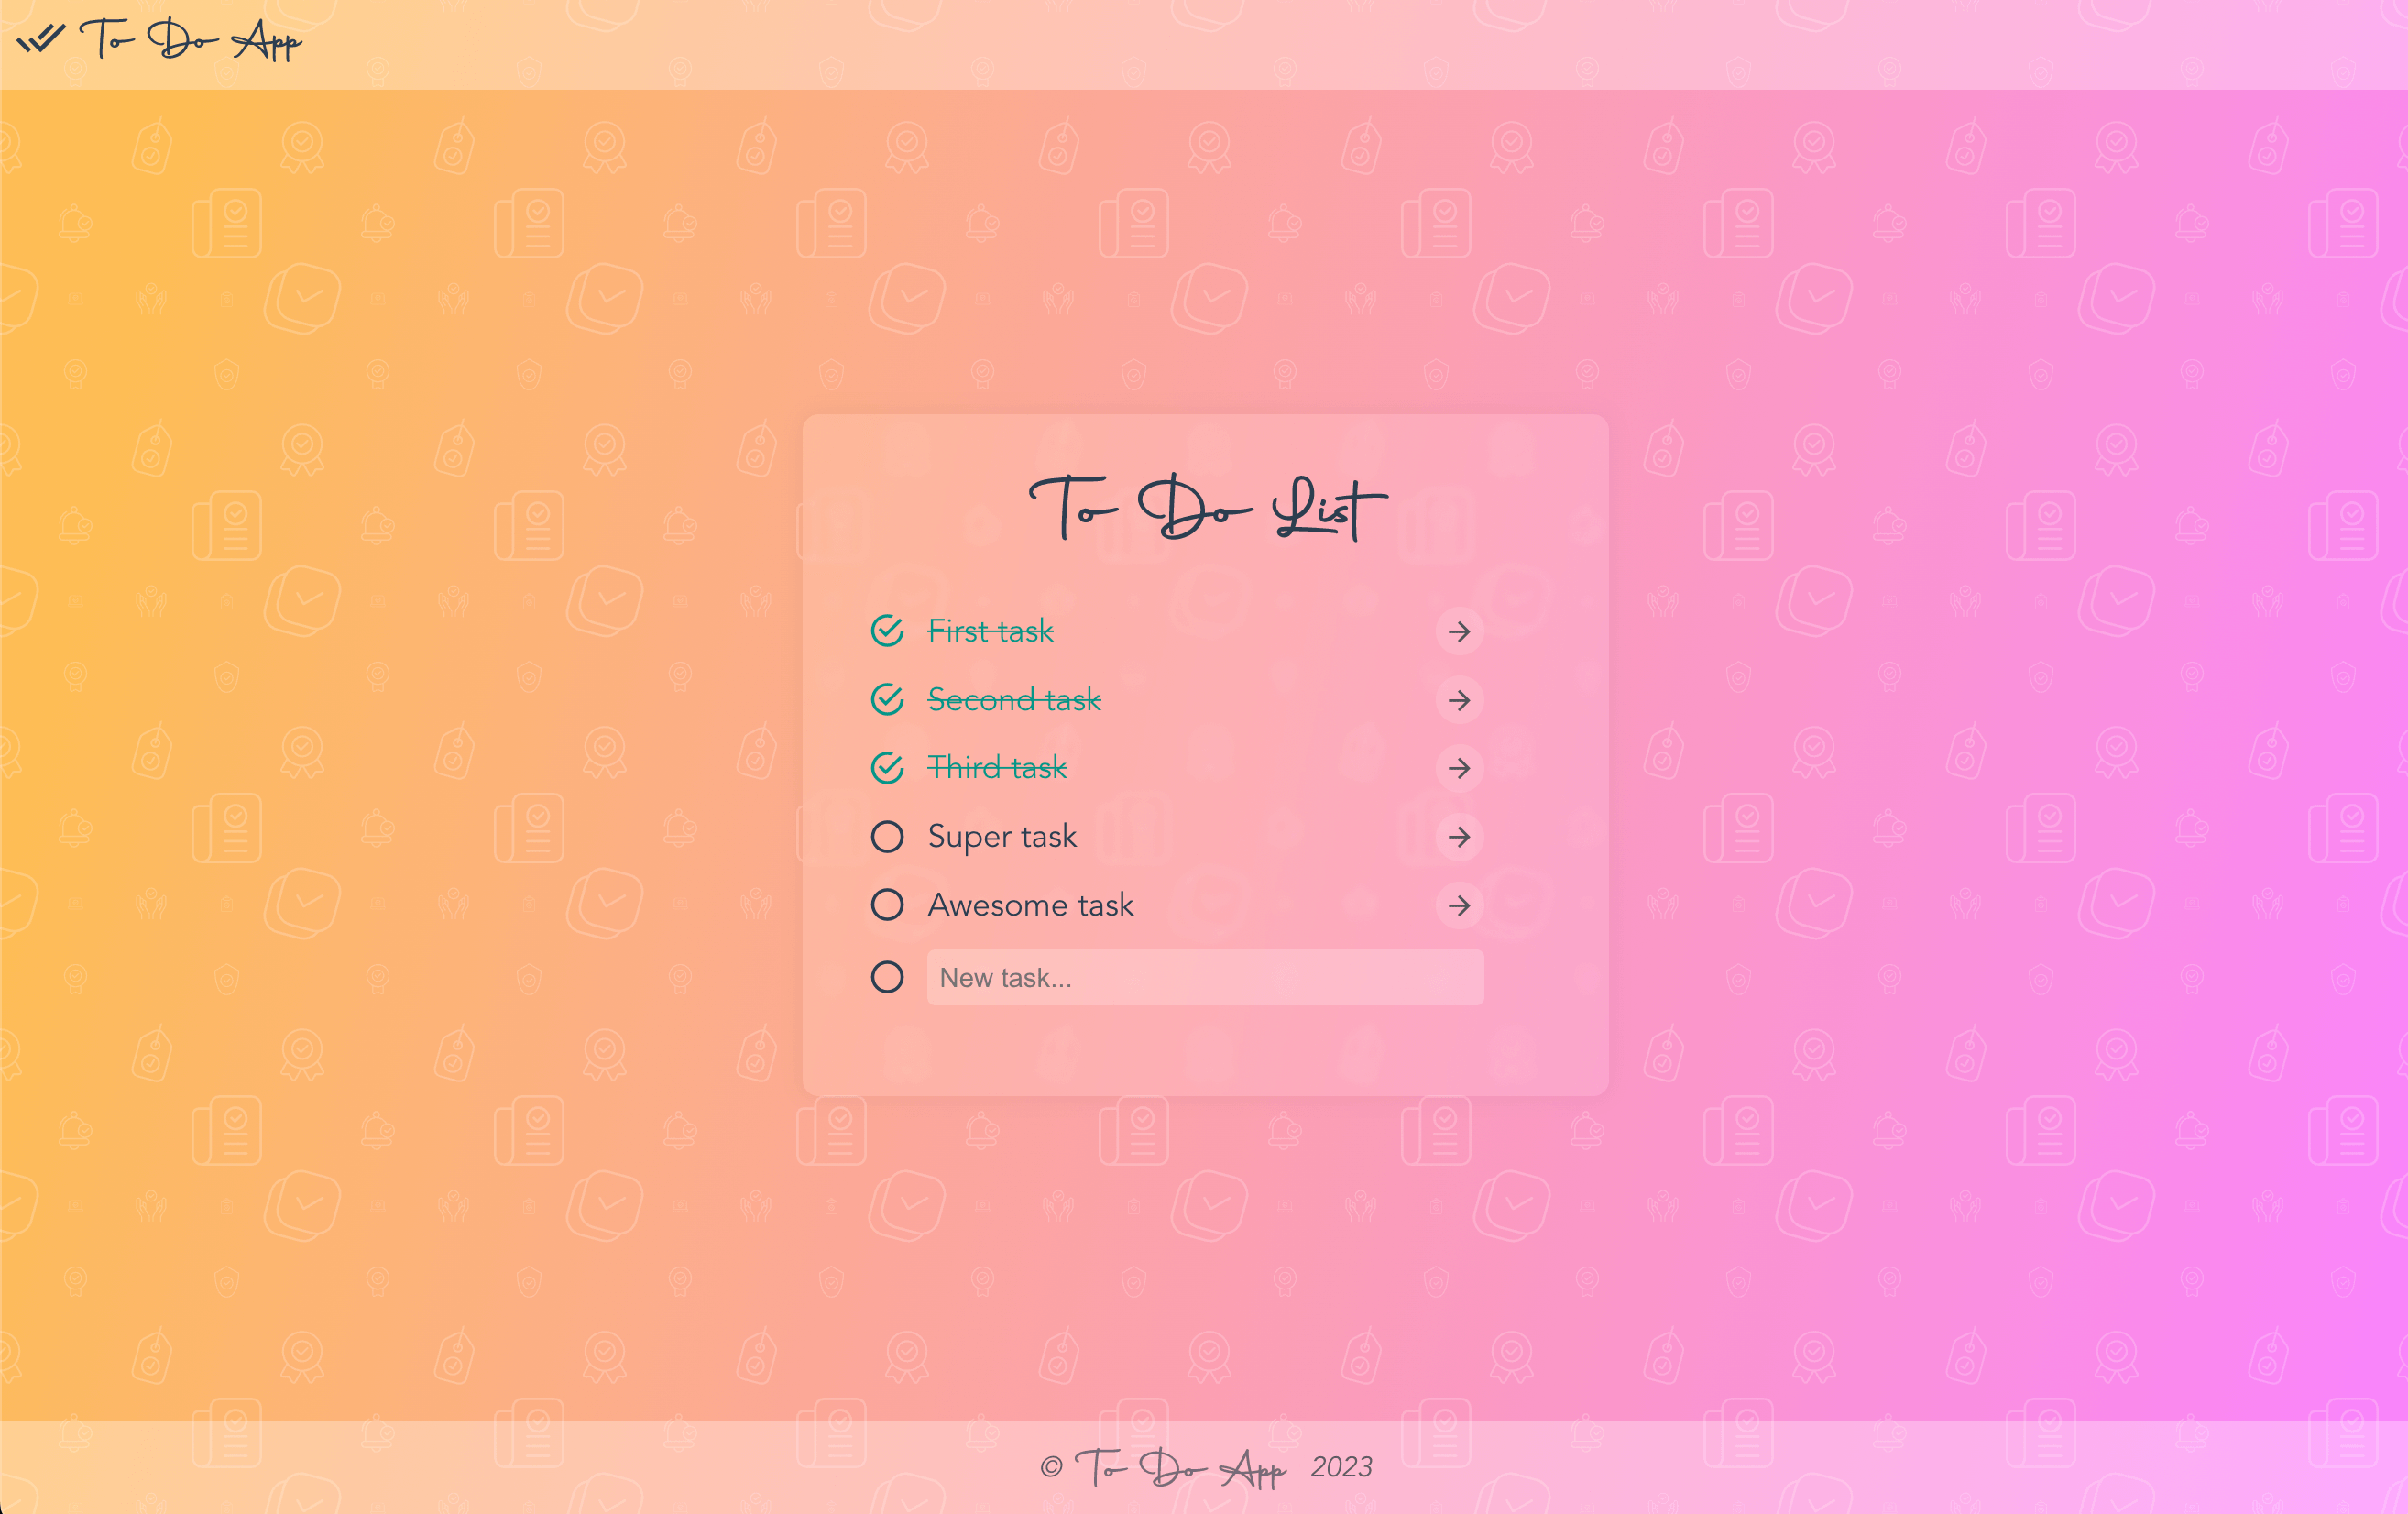 To Do App
To Do List
First task
Second task
Third task
Super task
Awesome task
New task...
© To Do App 2023